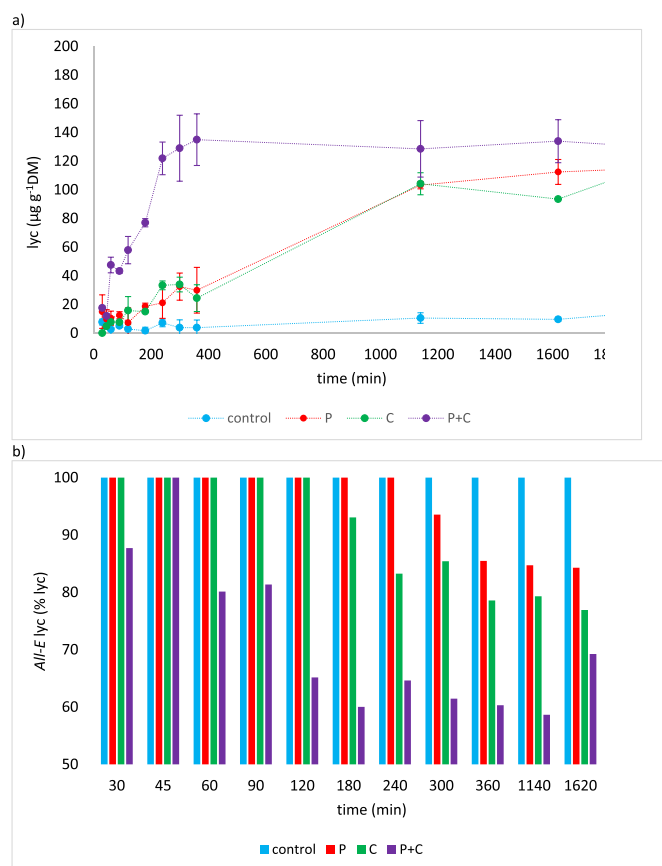 a)
200
180
160
140
120
100
80
60
40
20
0
lyc (µg g⁻¹DM)
0 200 400 600 800 1000 1200 1400 1600 18
time (min)
control P C P+C
b)
100
90
80
70
60
50
All-E lyc (% lyc)
30 45 60 90 120 180 240 300 360 1140 1620
time (min)
control P C P+C